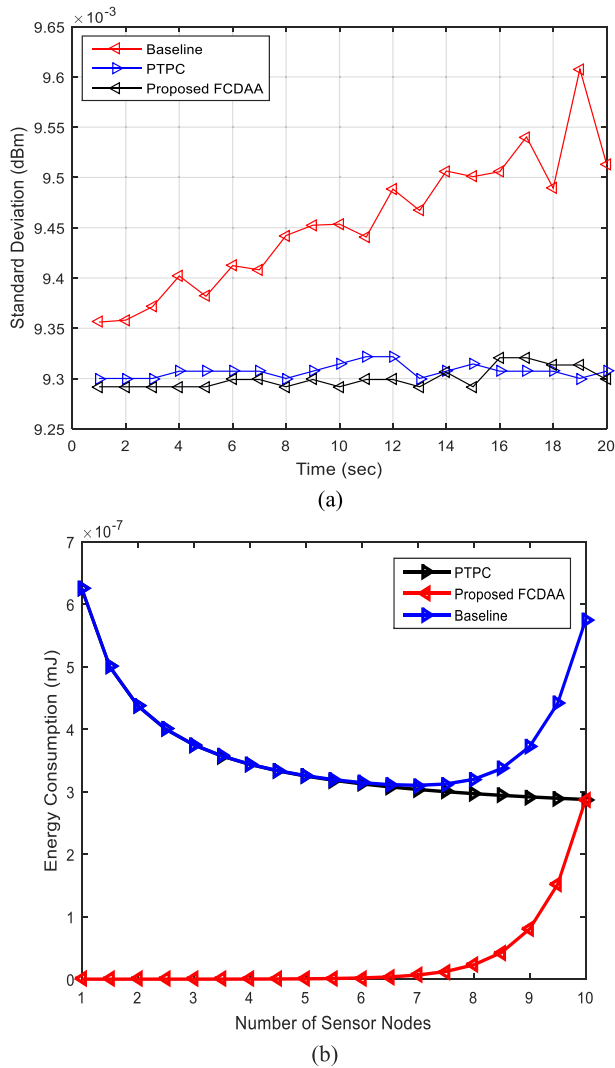 ×10⁻³
9.65
9.6
9.55
9.5
9.45
9.4
9.35
9.3
9.25
Standard Deviation (dBm)
Baseline
PTPC
Proposed FCDAA
0 2 4 6 8 10 12 14 16 18 20
Time (sec)
(a)
×10⁻⁷
7
6
5
4
3
2
1
0
Energy Consumption (mJ)
PTPC
Proposed FCDAA
Baseline
1 2 3 4 5 6 7 8 9 10
Number of Sensor Nodes
(b)